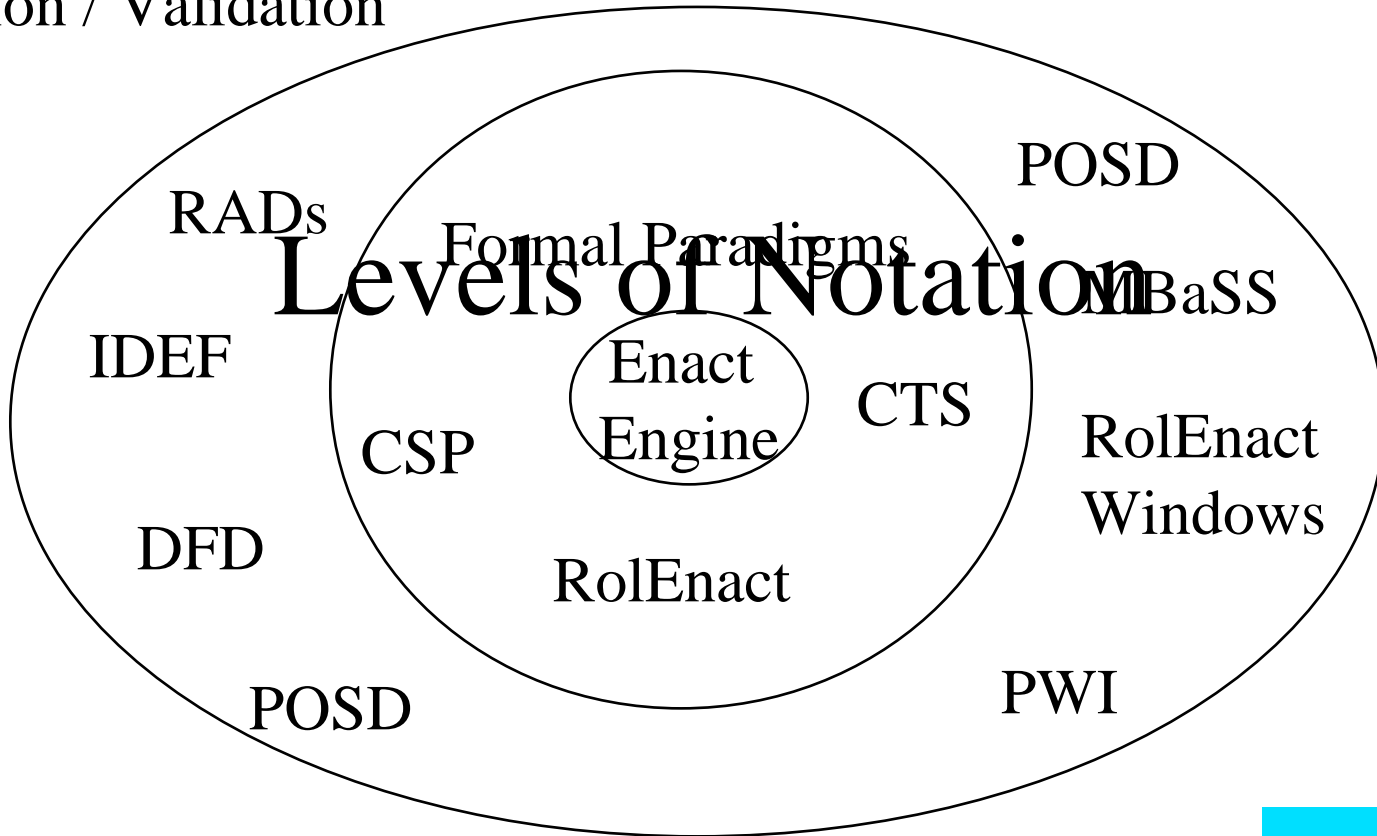 / Validation
POSD
RADs
Formal Paradigms
Levels of Notation
MBaSS
IDEF
Enact
Engine
CTS
CSP
RolEnact
Windows
DFD
RolEnact
POSD
PWI